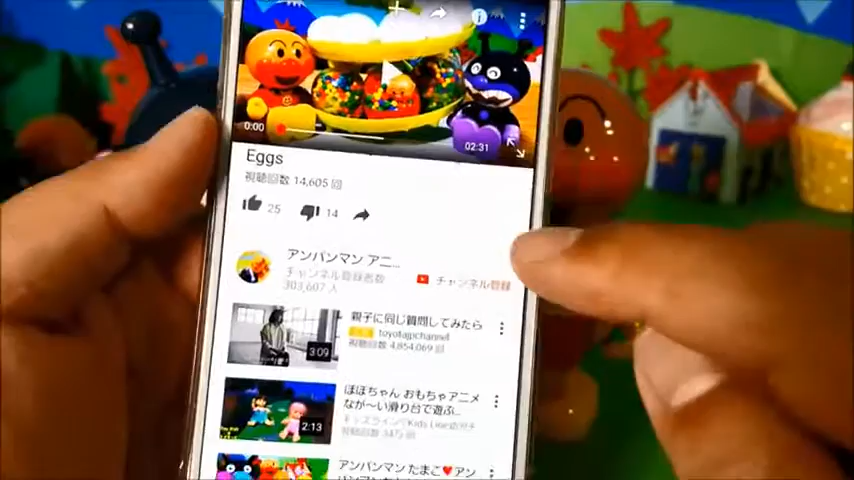 0:00
02:31
Eggs
視聴回数 14,605 回
25
14
アンパンマン アニ...
チャンネル登録者数
303,607 人
チャンネル登録
親子に同じ質問してみたら
toyotajpchannel
視聴回数 4,854,069 回
3:09
ぽぽちゃん おもちゃアニメ
なが〜い滑り台で遊ぶ...
2:13
アンパンマン たまご❤アン